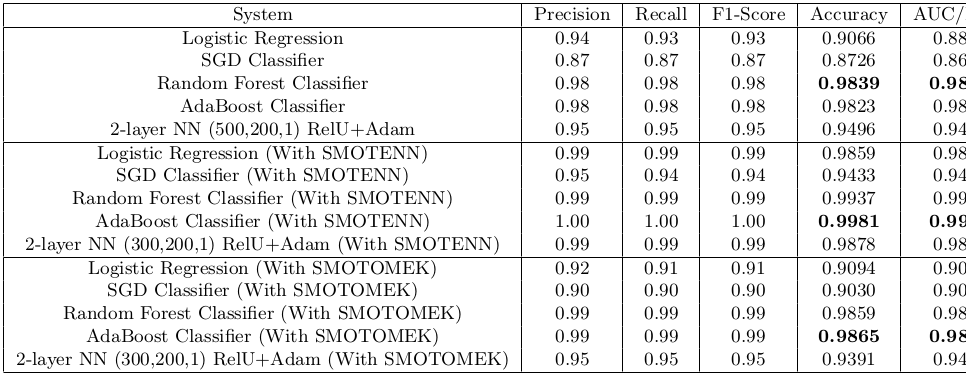 System Precision Recall F1-Score Accuracy AUC/
Logistic Regression 0.94 0.93 0.93 0.9066 0.88
SGD Classifier 0.87 0.87 0.87 0.8726 0.86
Random Forest Classifier 0.98 0.98 0.98 0.9839 0.98
AdaBoost Classifier 0.98 0.98 0.98 0.9823 0.98
2-layer NN (500,200,1) RelU+Adam 0.95 0.95 0.95 0.9496 0.94
Logistic Regression (With SMOTENN) 0.99 0.99 0.99 0.9859 0.98
SGD Classifier (With SMOTENN) 0.95 0.94 0.94 0.9433 0.94
Random Forest Classifier (With SMOTENN) 0.99 0.99 0.99 0.9937 0.99
AdaBoost Classifier (With SMOTENN) 1.00 1.00 1.00 0.9981 0.99
2-layer NN (300,200,1) RelU+Adam (With SMOTENN) 0.99 0.99 0.99 0.9878 0.98
Logistic Regression (With SMOTOMEK) 0.92 0.91 0.91 0.9094 0.90
SGD Classifier (With SMOTOMEK) 0.90 0.90 0.90 0.9030 0.90
Random Forest Classifier (With SMOTOMEK) 0.99 0.99 0.99 0.9859 0.98
AdaBoost Classifier (With SMOTOMEK) 0.99 0.99 0.99 0.9865 0.98
2-layer NN (300,200,1) RelU+Adam (With SMOTOMEK) 0.95 0.95 0.95 0.9391 0.94